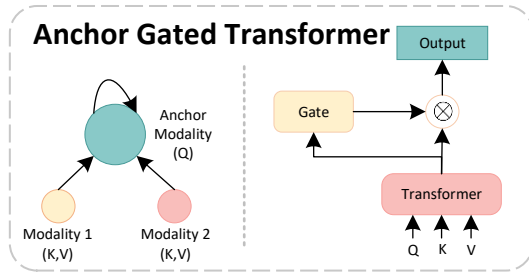 Anchor Gated Transformer
Anchor
Modality
(Q)
Modality 1
(K,V)
Modality 2
(K,V)
Output
Gate
Transformer
Q K V